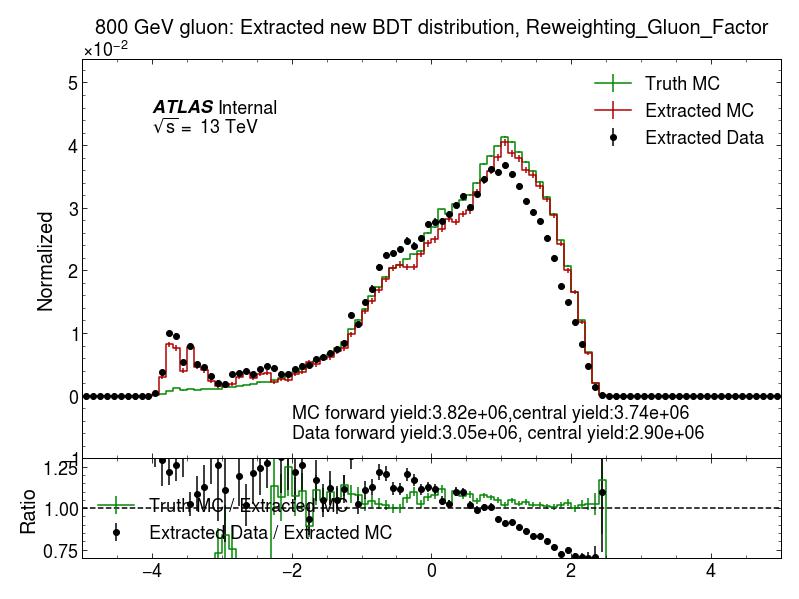 800 GeV gluon: Extracted new BDT distribution, Reweighting_Gluon_Factor
×10⁻²
5
4
3
2
1
0
Normalized
ATLAS Internal
√s = 13 TeV
Truth MC
Extracted MC
Extracted Data
MC forward yield:3.82e+06,central yield:3.74e+06
Data forward yield:3.05e+06, central yield:2.90e+06
1.25
1.00
0.75
Ratio
Truth MC / Extracted MC
Extracted Data / Extracted MC
−4 −2 0 2 4